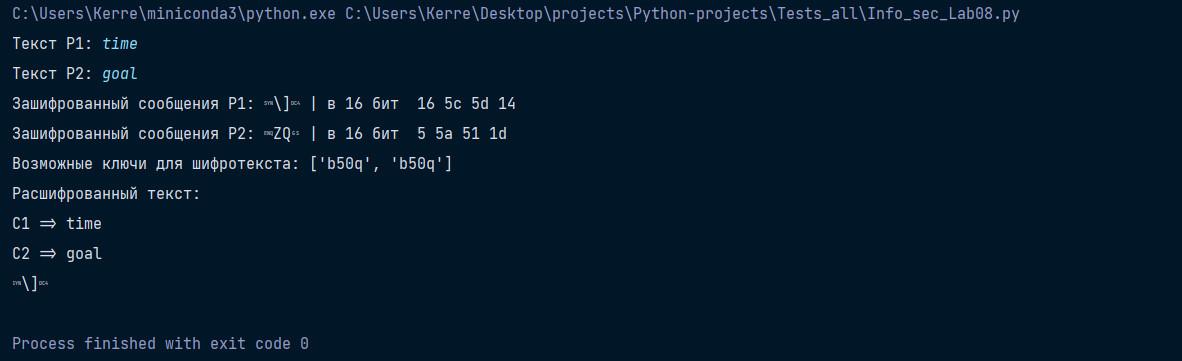 C:\Users\Kerre\miniconda3\python.exe C:\Users\Kerre\Desktop\projects\Python-projects\Tests_all\Info_sec_Lab08.py
Текст P1: time
Текст P2: goal
Зашифрованный сообщения P1: SYN\]DC4 | в 16 бит  16 5c 5d 14
Зашифрованный сообщения P2: ENQZQGS | в 16 бит  5 5a 51 1d
Возможные ключи для шифротекста: ['b50q', 'b50q']
Расшифрованный текст:
C1 => time
C2 => goal
SYN\]DC4
Process finished with exit code 0